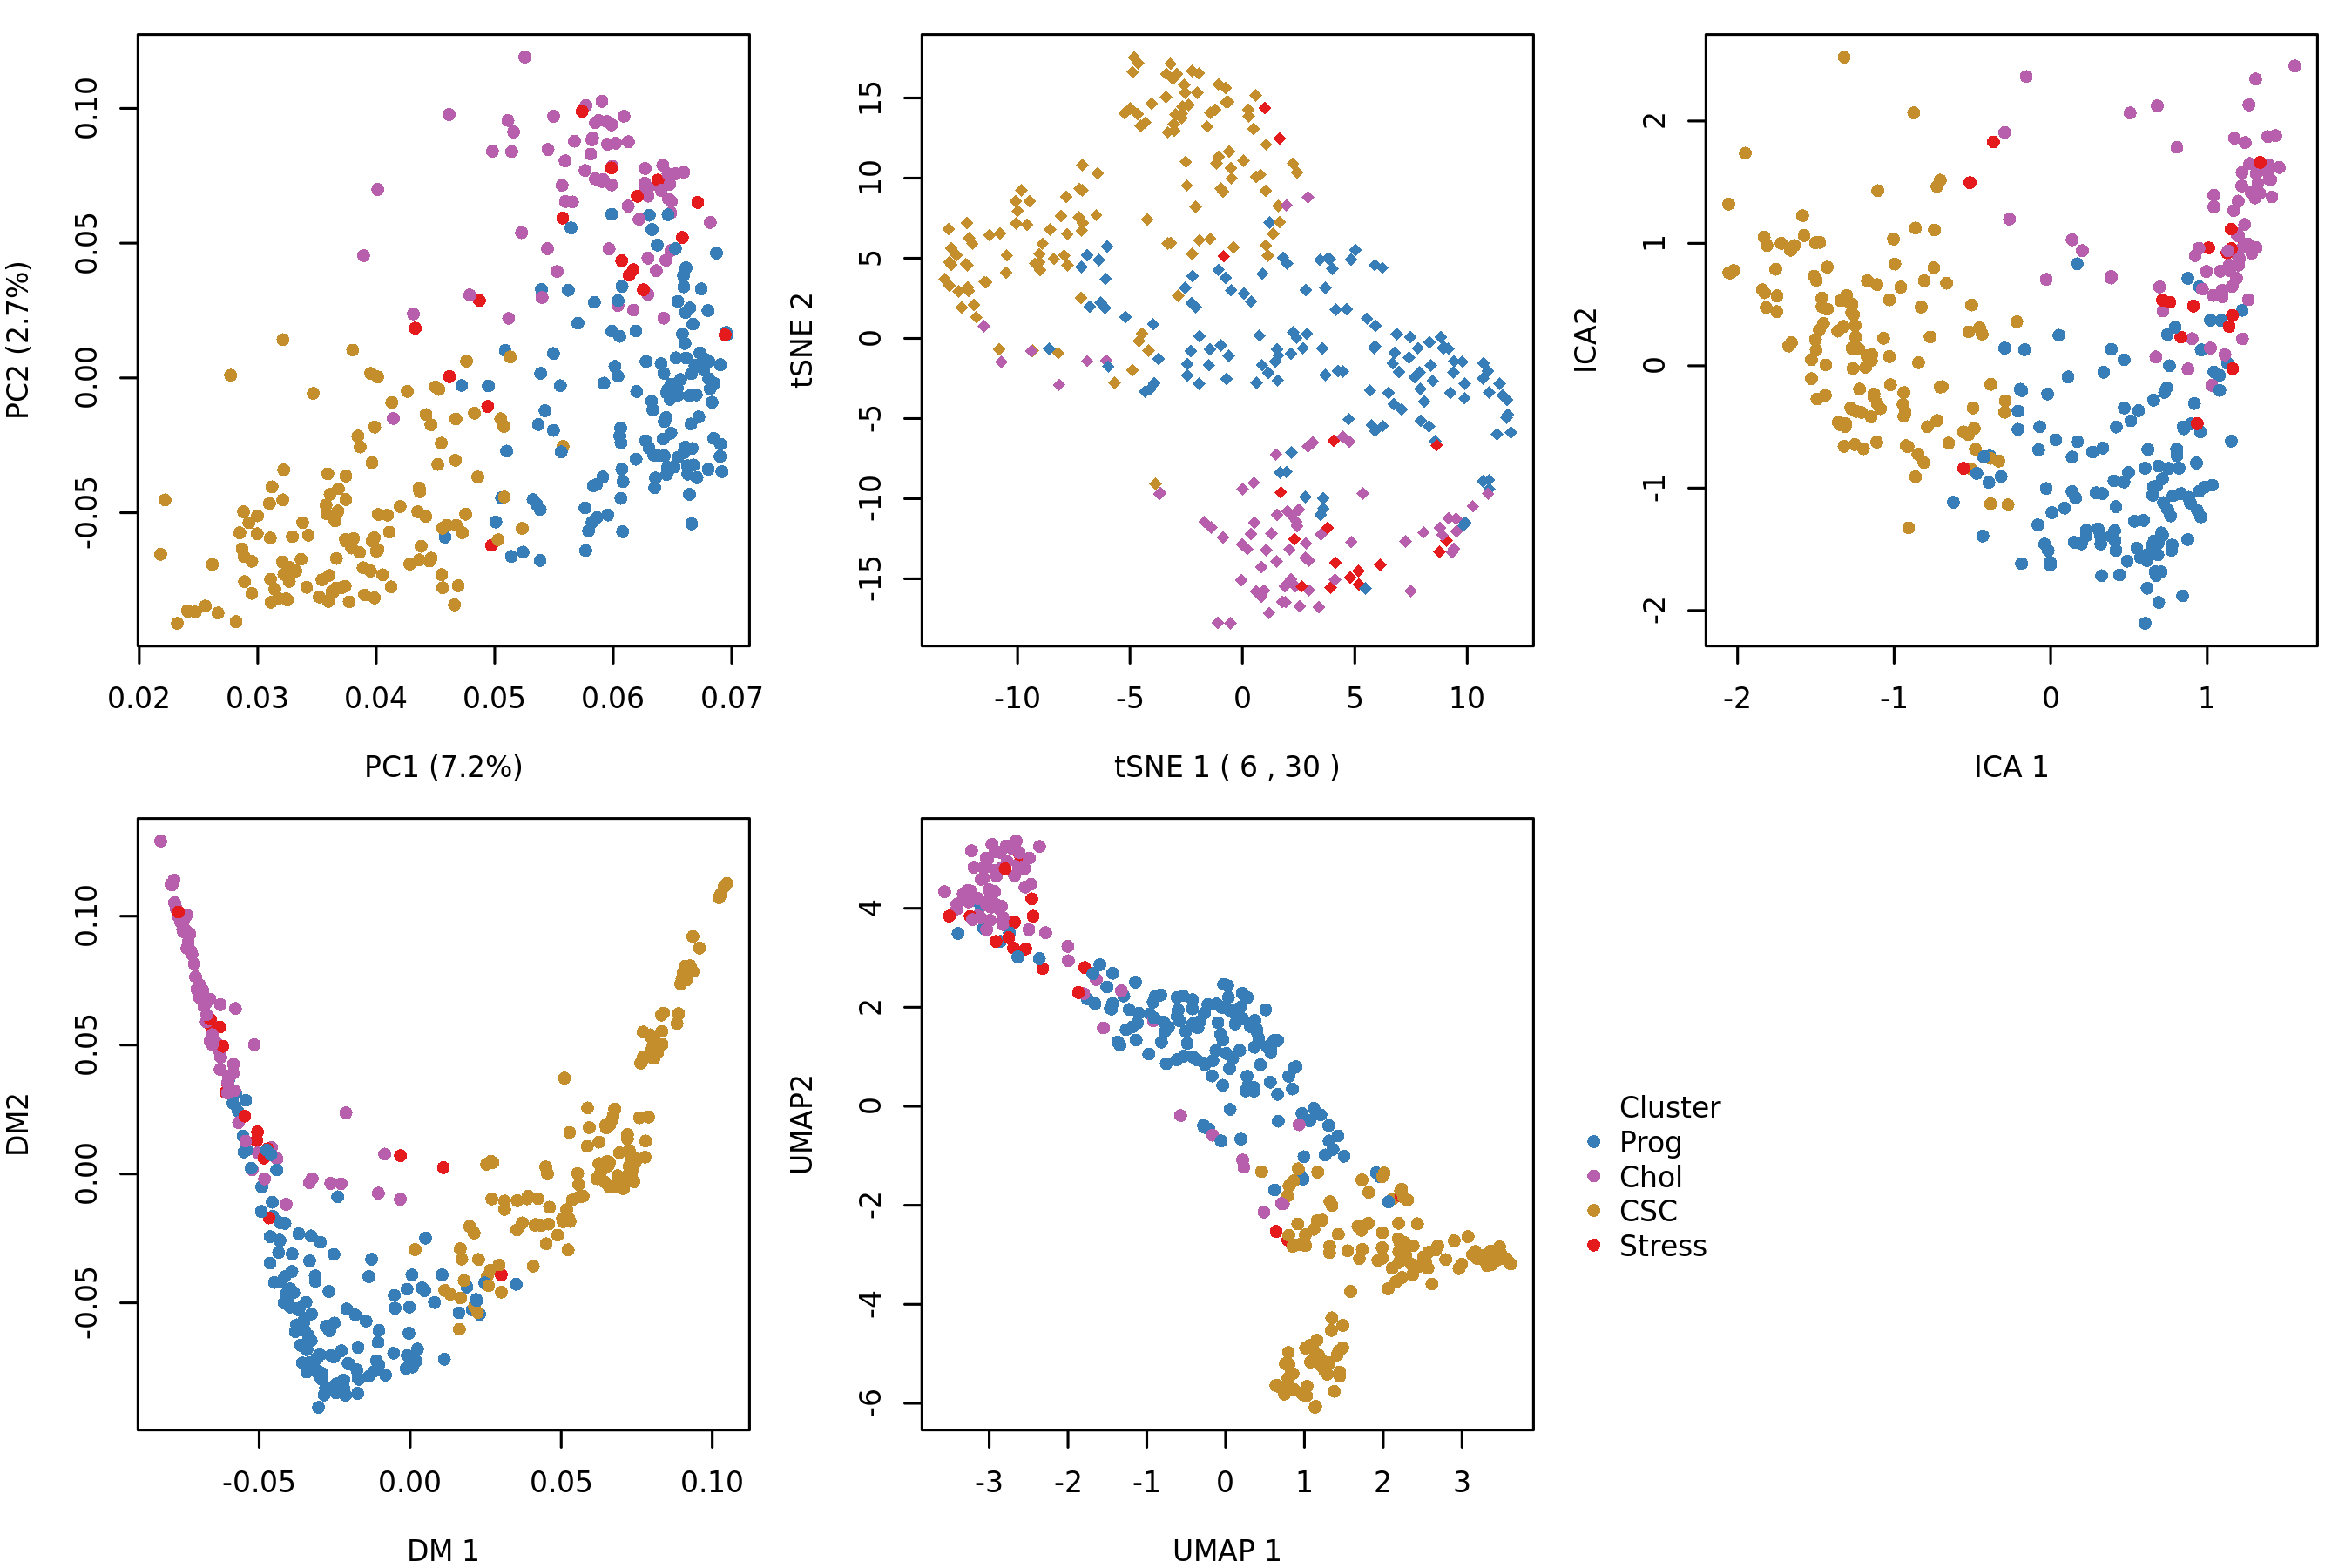 0.10
0.05
0.00
-0.05
PC2 (2.7%)
0.02 0.03 0.04 0.05 0.06 0.07
PC1 (7.2%)
15
10
5
0
-5
-10
-15
tSNE 2
-10 -5 0 5 10
tSNE 1 ( 6 , 30 )
2
1
0
-1
-2
ICA2
-2 -1 0 1
ICA 1
0.10
0.05
0.00
-0.05
DM2
-0.05 0.00 0.05 0.10
DM 1
4
2
0
-2
-4
-6
UMAP2
-3 -2 -1 0 1 2 3
UMAP 1
Cluster
Prog
Chol
CSC
Stress